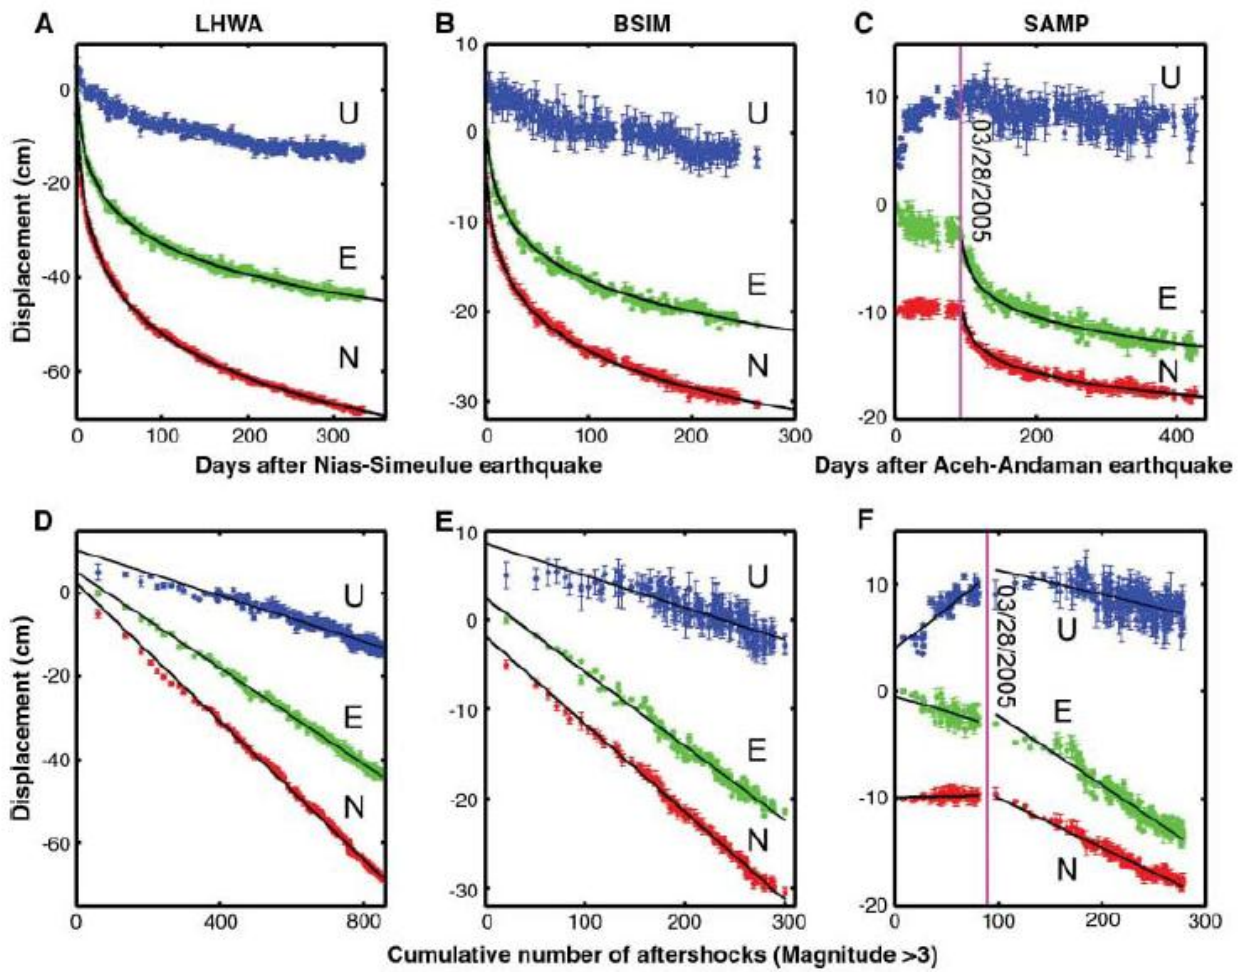 A LHWA B BSIM C SAMP
10
0
-20
-40
-60
Displacement (cm)
U
E
N
0 100 200 300
10
0
-10
-20
-30
U
E
N
0 100 200 300
10
0
-10
-20
U
03/28/2005
E
N
0 200 400
Days after Nias-Simeulue earthquake Days after Aceh-Andaman earthquake
D E F
0
-20
-40
-60
Displacement (cm)
U
E
N
0 400 800
10
0
-10
-20
-30
U
E
N
0 100 200 300
10
0
-10
-20
03/28/2005
U
E
N
0 100 200 300
Cumulative number of aftershocks (Magnitude >3)